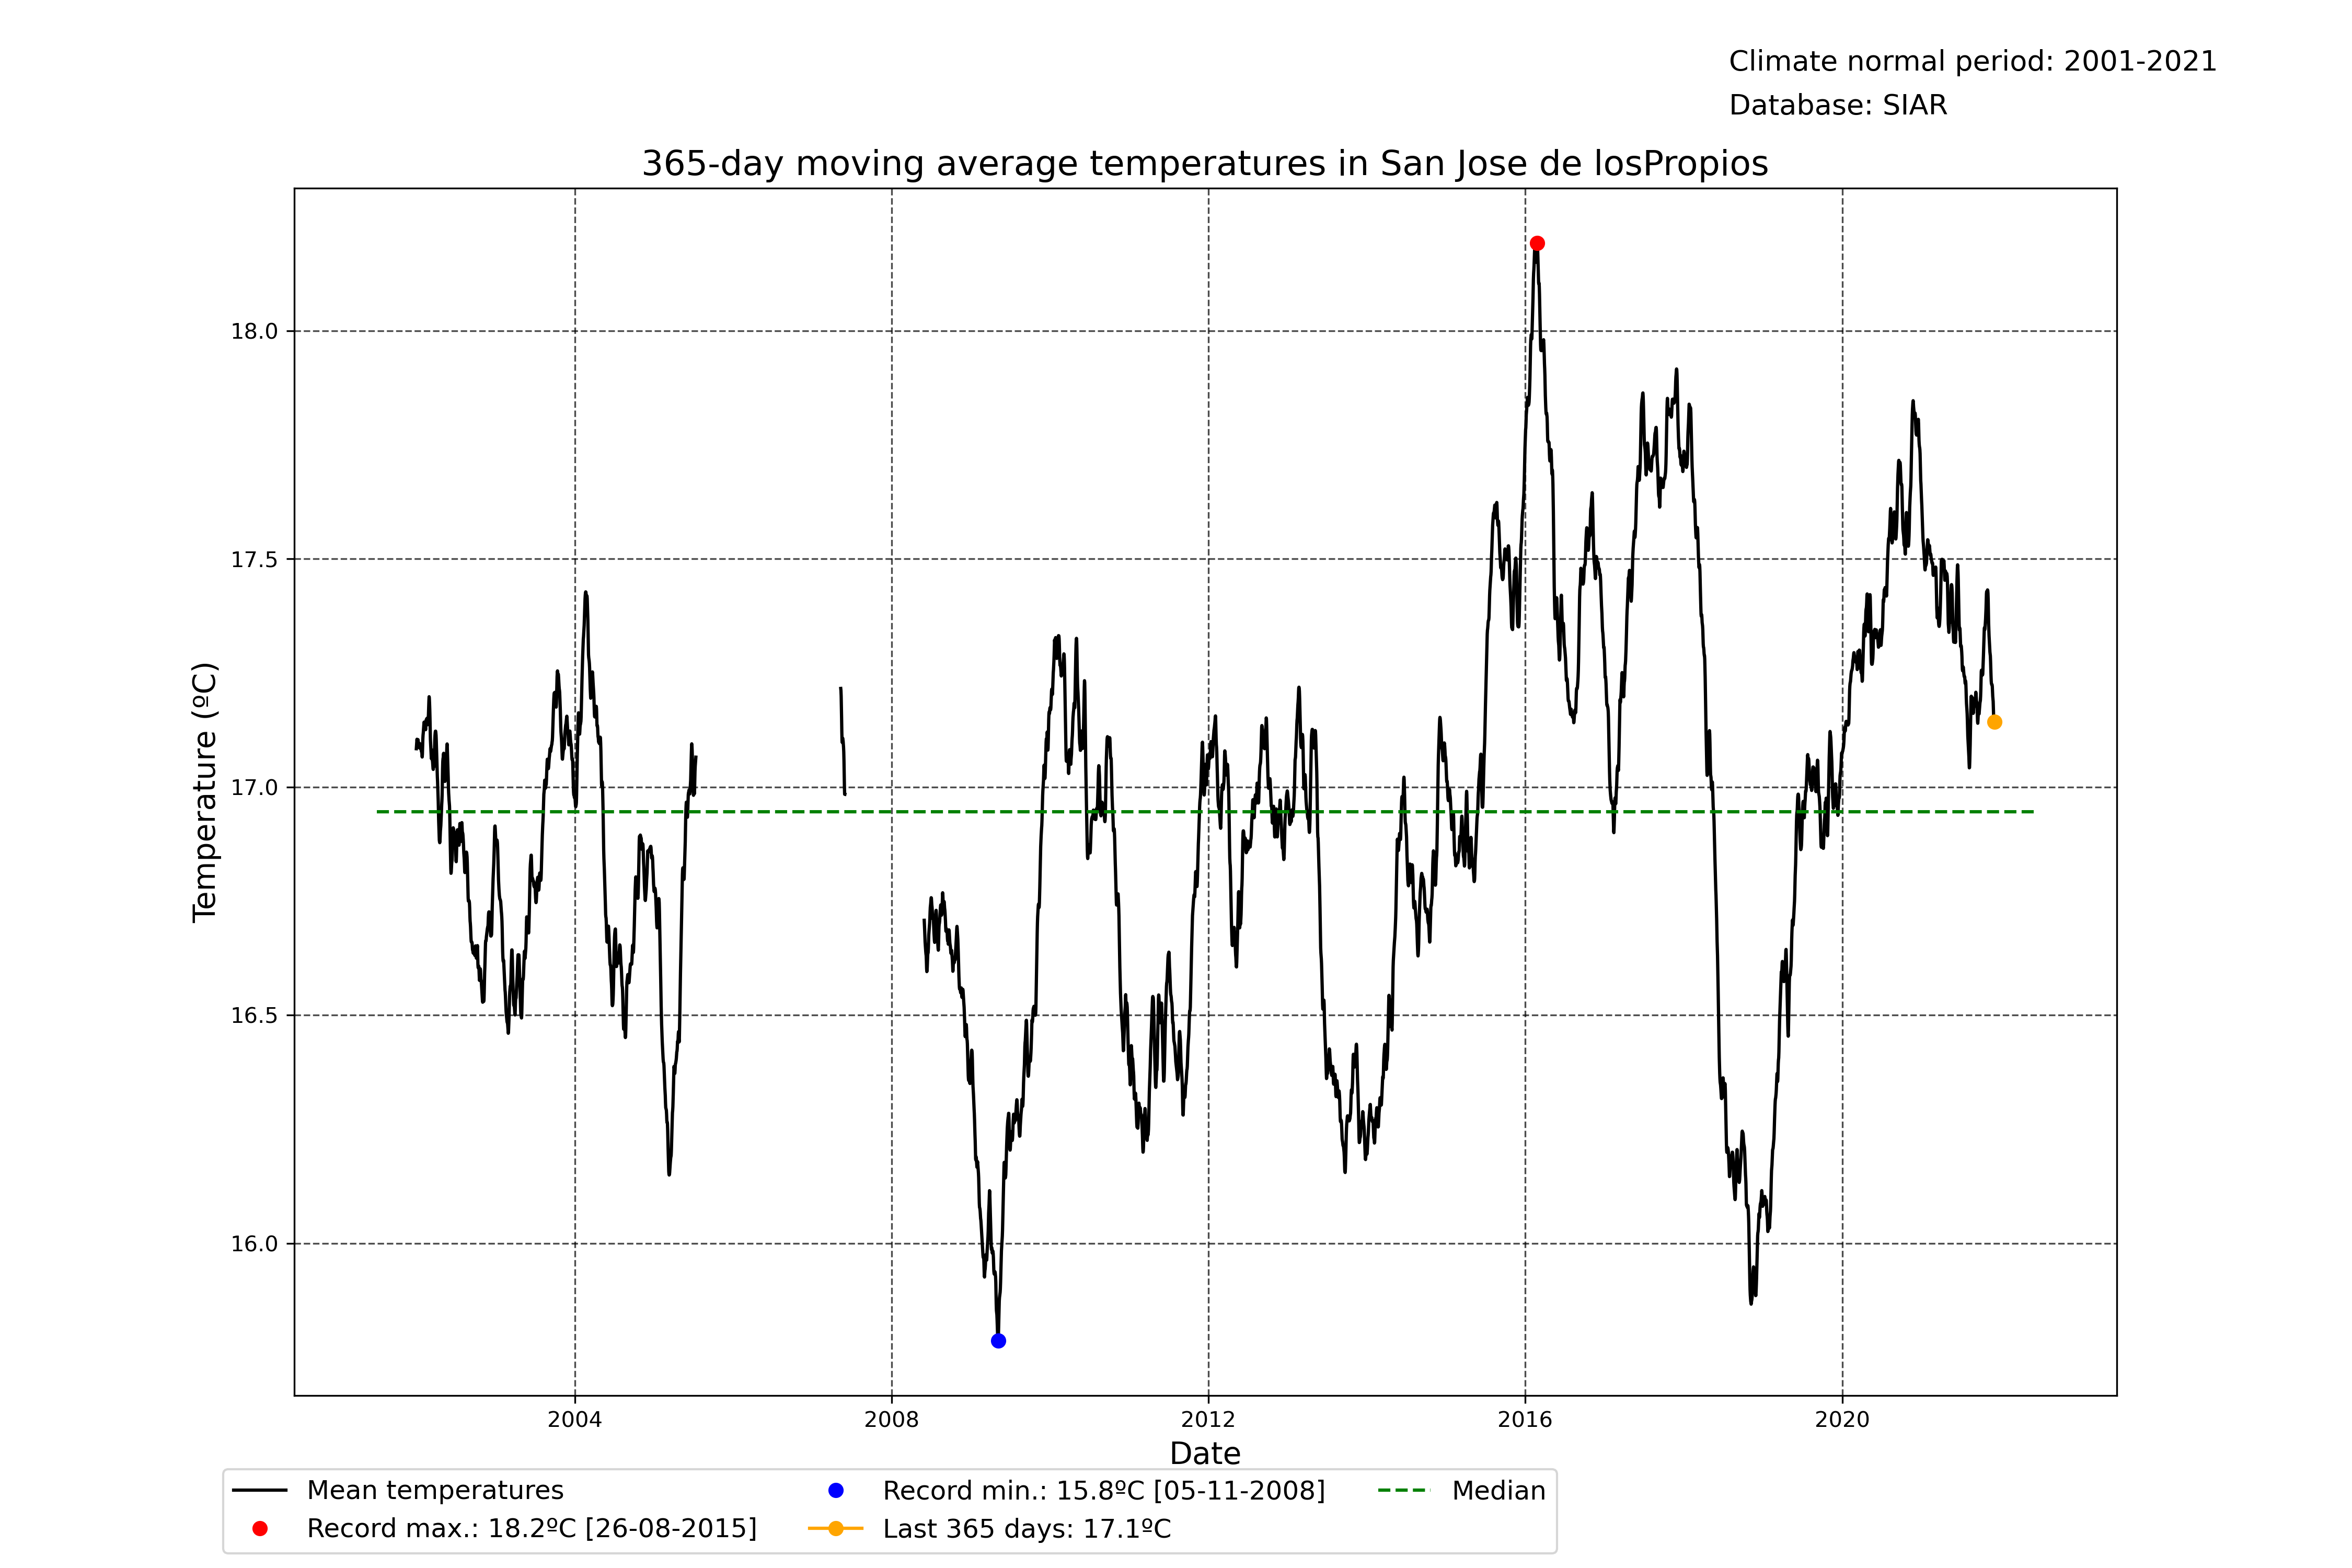 Climate normal period: 2001-2021
Database: SIAR
365-day moving average temperatures in San Jose de losPropios
Temperature (ºC)
18.0
17.5
17.0
16.5
16.0
2004 2008 2012 2016 2020
Date
Mean temperatures
Record max.: 18.2ºC [26-08-2015]
Record min.: 15.8ºC [05-11-2008]
Last 365 days: 17.1ºC
Median